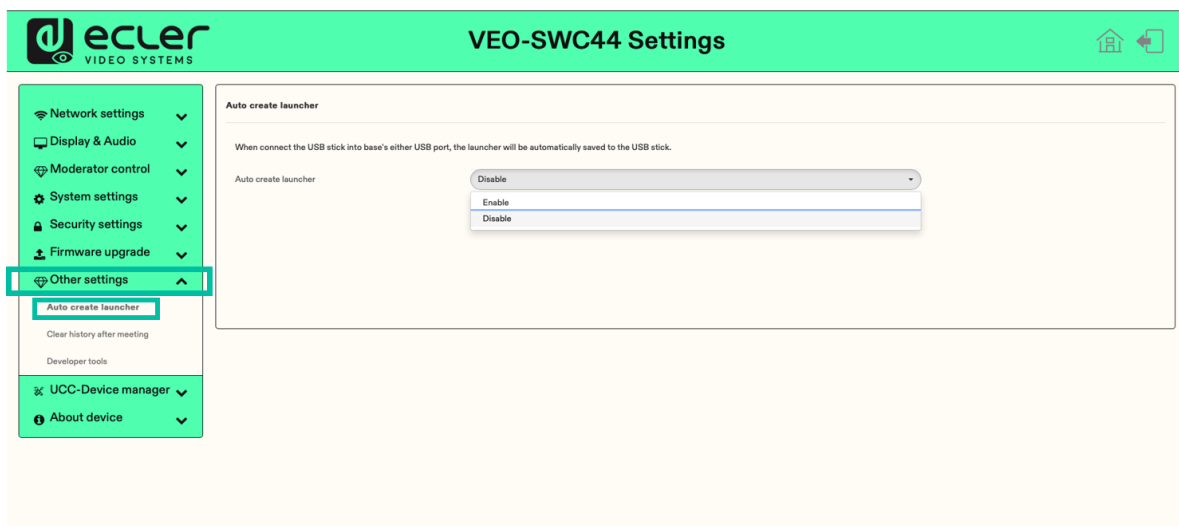 ecler
VIDEO SYSTEMS
VEO-SWC44 Settings
Network settings
Display & Audio
Moderator control
System settings
Security settings
Firmware upgrade
Other settings
Auto create launcher
Clear history after meeting
Developer tools
UCC-Device manager
About device
Auto create launcher
When connect the USB stick into base's either USB port, the launcher will be automatically saved to the USB stick.
Auto create launcher
Disable
Enable
Disable